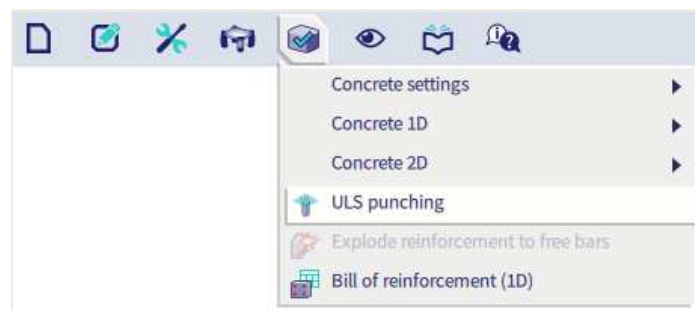 Concrete settings
Concrete 1D
Concrete 2D
ULS punching
Explode reinforcement to free bars
Bill of reinforcement (1D)